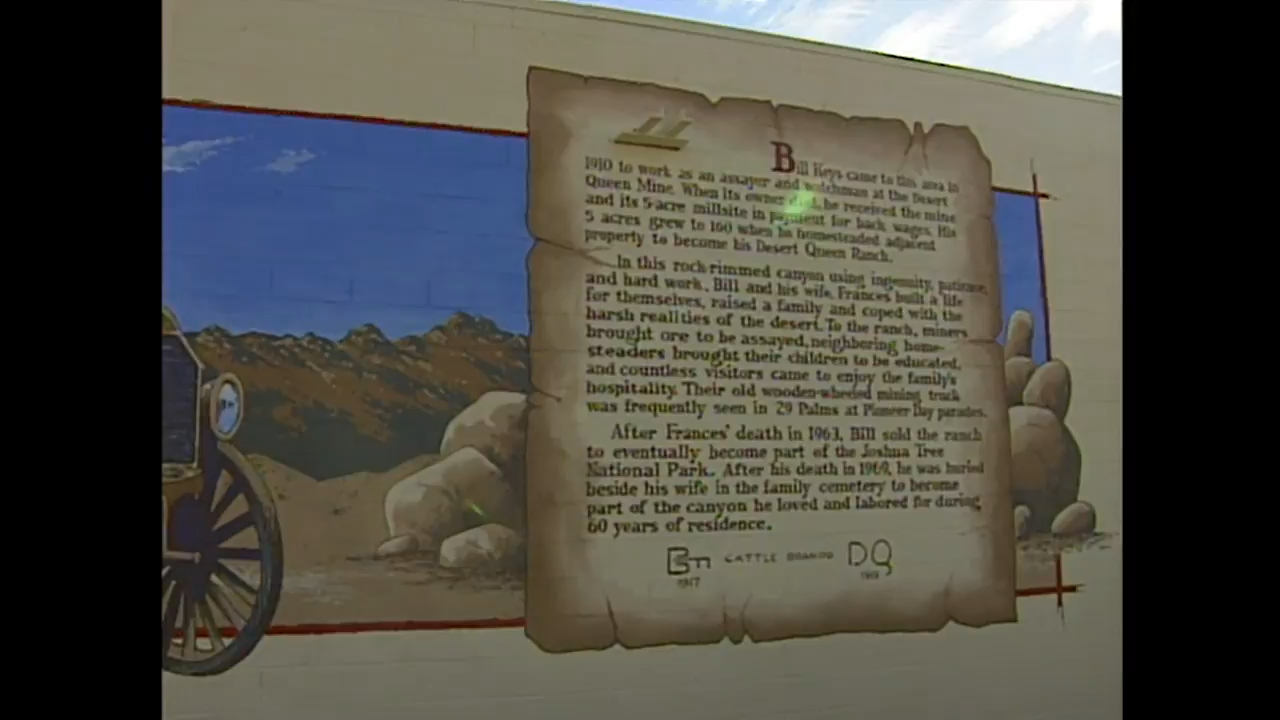 Bill Keys came to this area in
1910 to work as an assayer and watchman at the Desert
Queen Mine. When its owner died, he received the mine
and its 5-acre millsite in payment for back wages. His
5 acres grew to 160 when he homesteaded adjacent
property to become his Desert Queen Ranch.
In this rock-rimmed canyon using ingenuity, patience,
and hard work, Bill and his wife, Frances built a life
for themselves, raised a family and coped with the
harsh realities of the desert. To the ranch, miners
brought ore to be assayed, neighboring home-
steaders brought their children to be educated,
and countless visitors came to enjoy the family's
hospitality. Their old wooden-wheeled mining truck
was frequently seen in 29 Palms at Pioneer Day parades.
After Frances' death in 1963, Bill sold the ranch
to eventually become part of the Joshua Tree
National Park. After his death in 1969, he was buried
beside his wife in the family cemetery to become
part of the canyon he loved and labored for during
60 years of residence.
CATTLE BRANDS DQ
1917